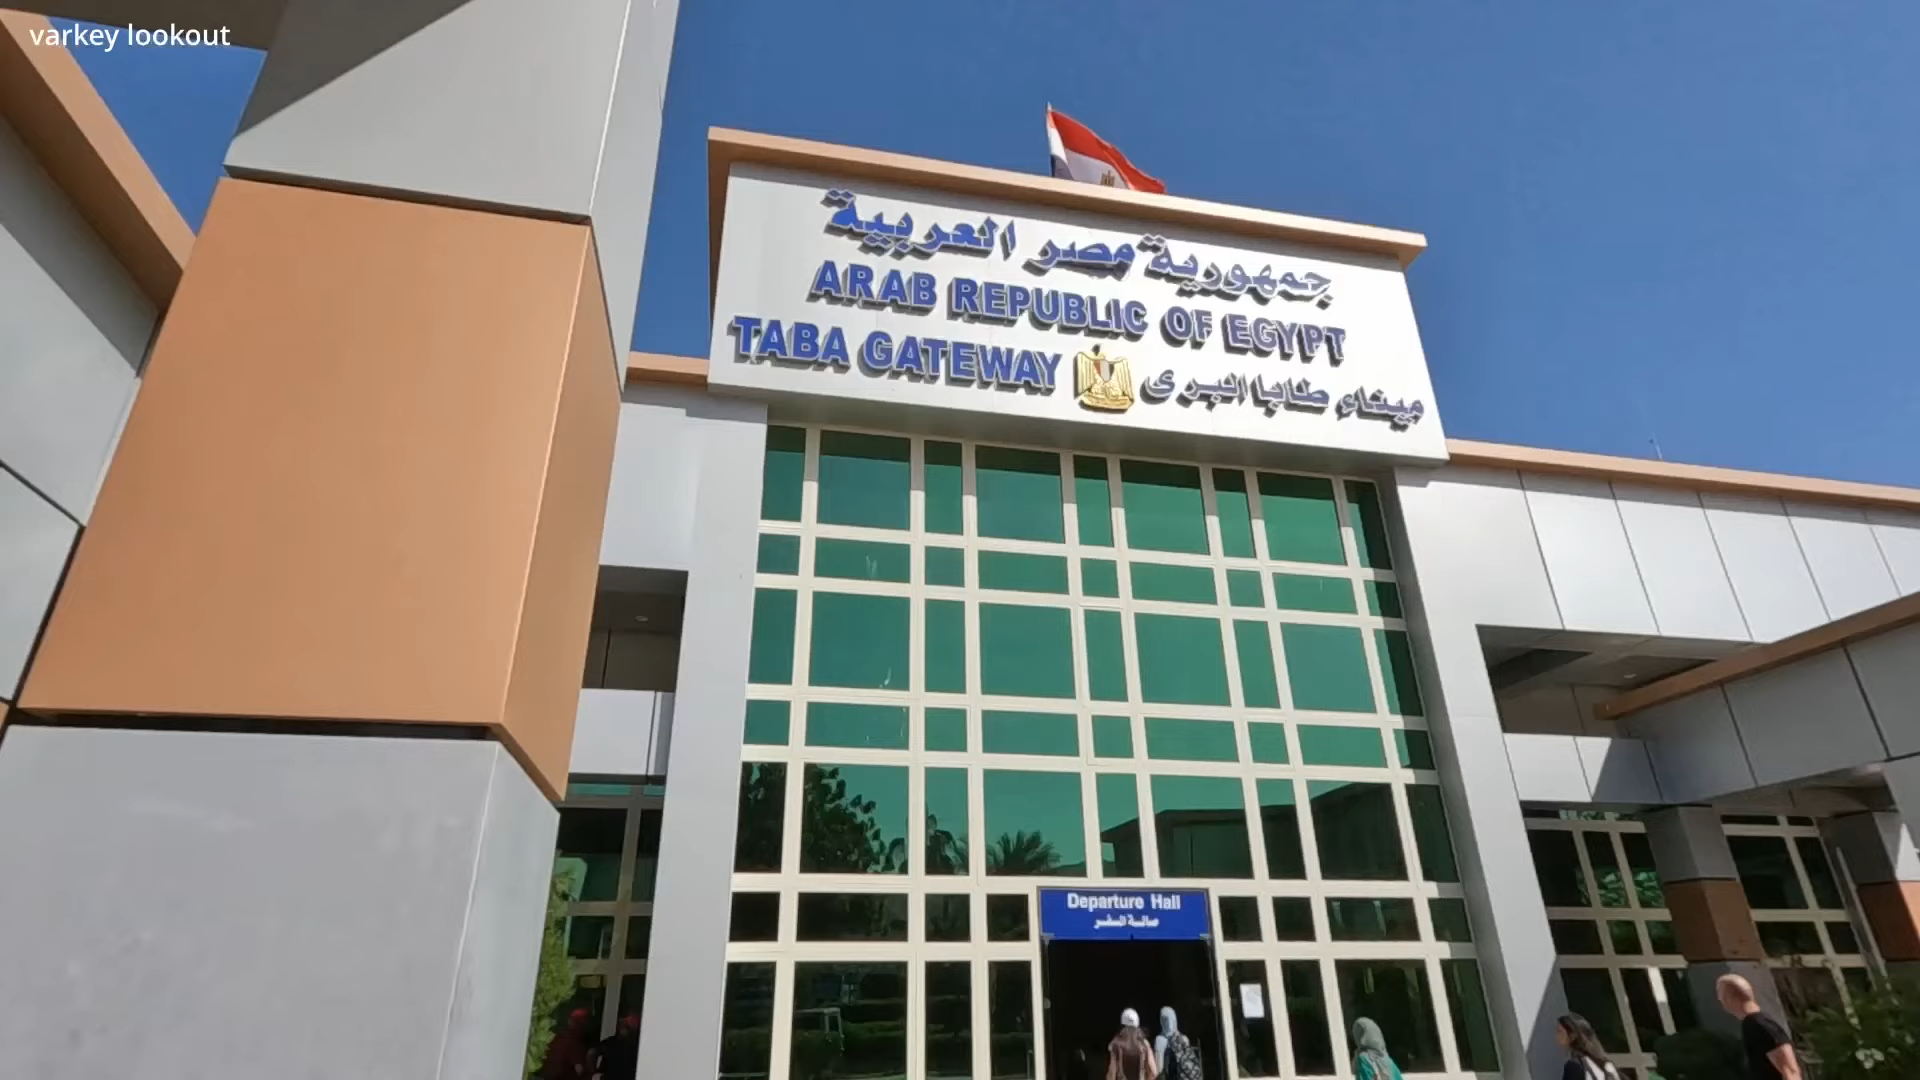 varkey lookout
جمهورية مصر العربية
ARAB REPUBLIC OF EGYPT
TABA GATEWAY
ميناء طابا البرى
Departure Hall
صالة السفر